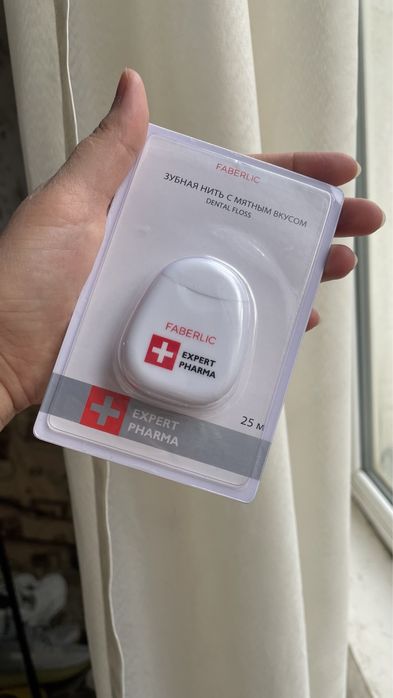 FABERLIC
ЗУБНАЯ НИТЬ С МЯТНЫМ ВКУСОМ
DENTAL FLOSS
FABERLIC
EXPERT
PHARMA
25 м
EXPERT
PHARMA